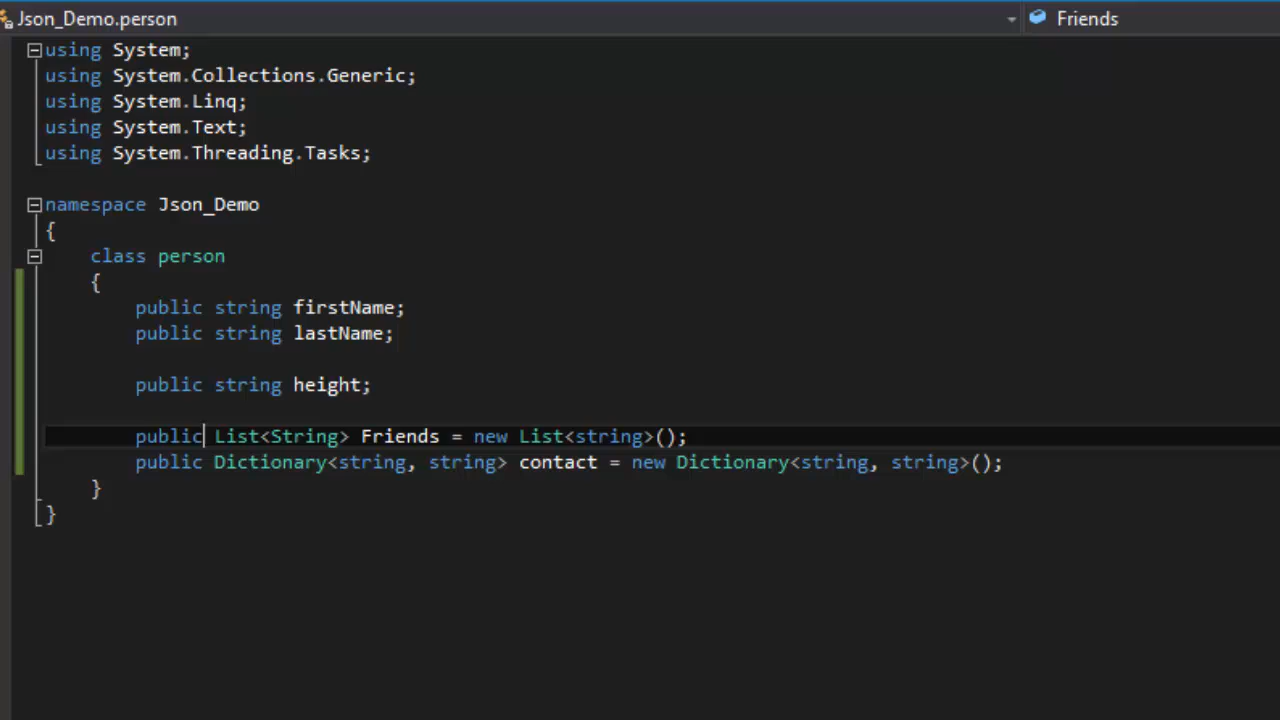 Json_Demo.person Friends
using System;
using System.Collections.Generic;
using System.Linq;
using System.Text;
using System.Threading.Tasks;
namespace Json_Demo
{
class person
{
public string firstName;
public string lastName;
public string height;
public List<String> Friends = new List<string>();
public Dictionary<string, string> contact = new Dictionary<string, string>();
}
}